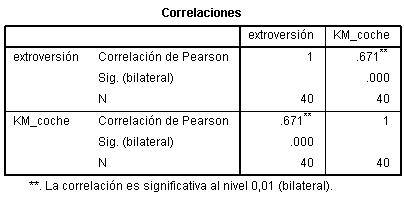 Correlaciones
extroversión KM_coche
extroversión Correlación de Pearson 1 .671**
Sig. (bilateral) .000
N 40 40
KM_coche Correlación de Pearson .671** 1
Sig. (bilateral) .000
N 40 40
**. La correlación es significativa al nivel 0,01 (bilateral).